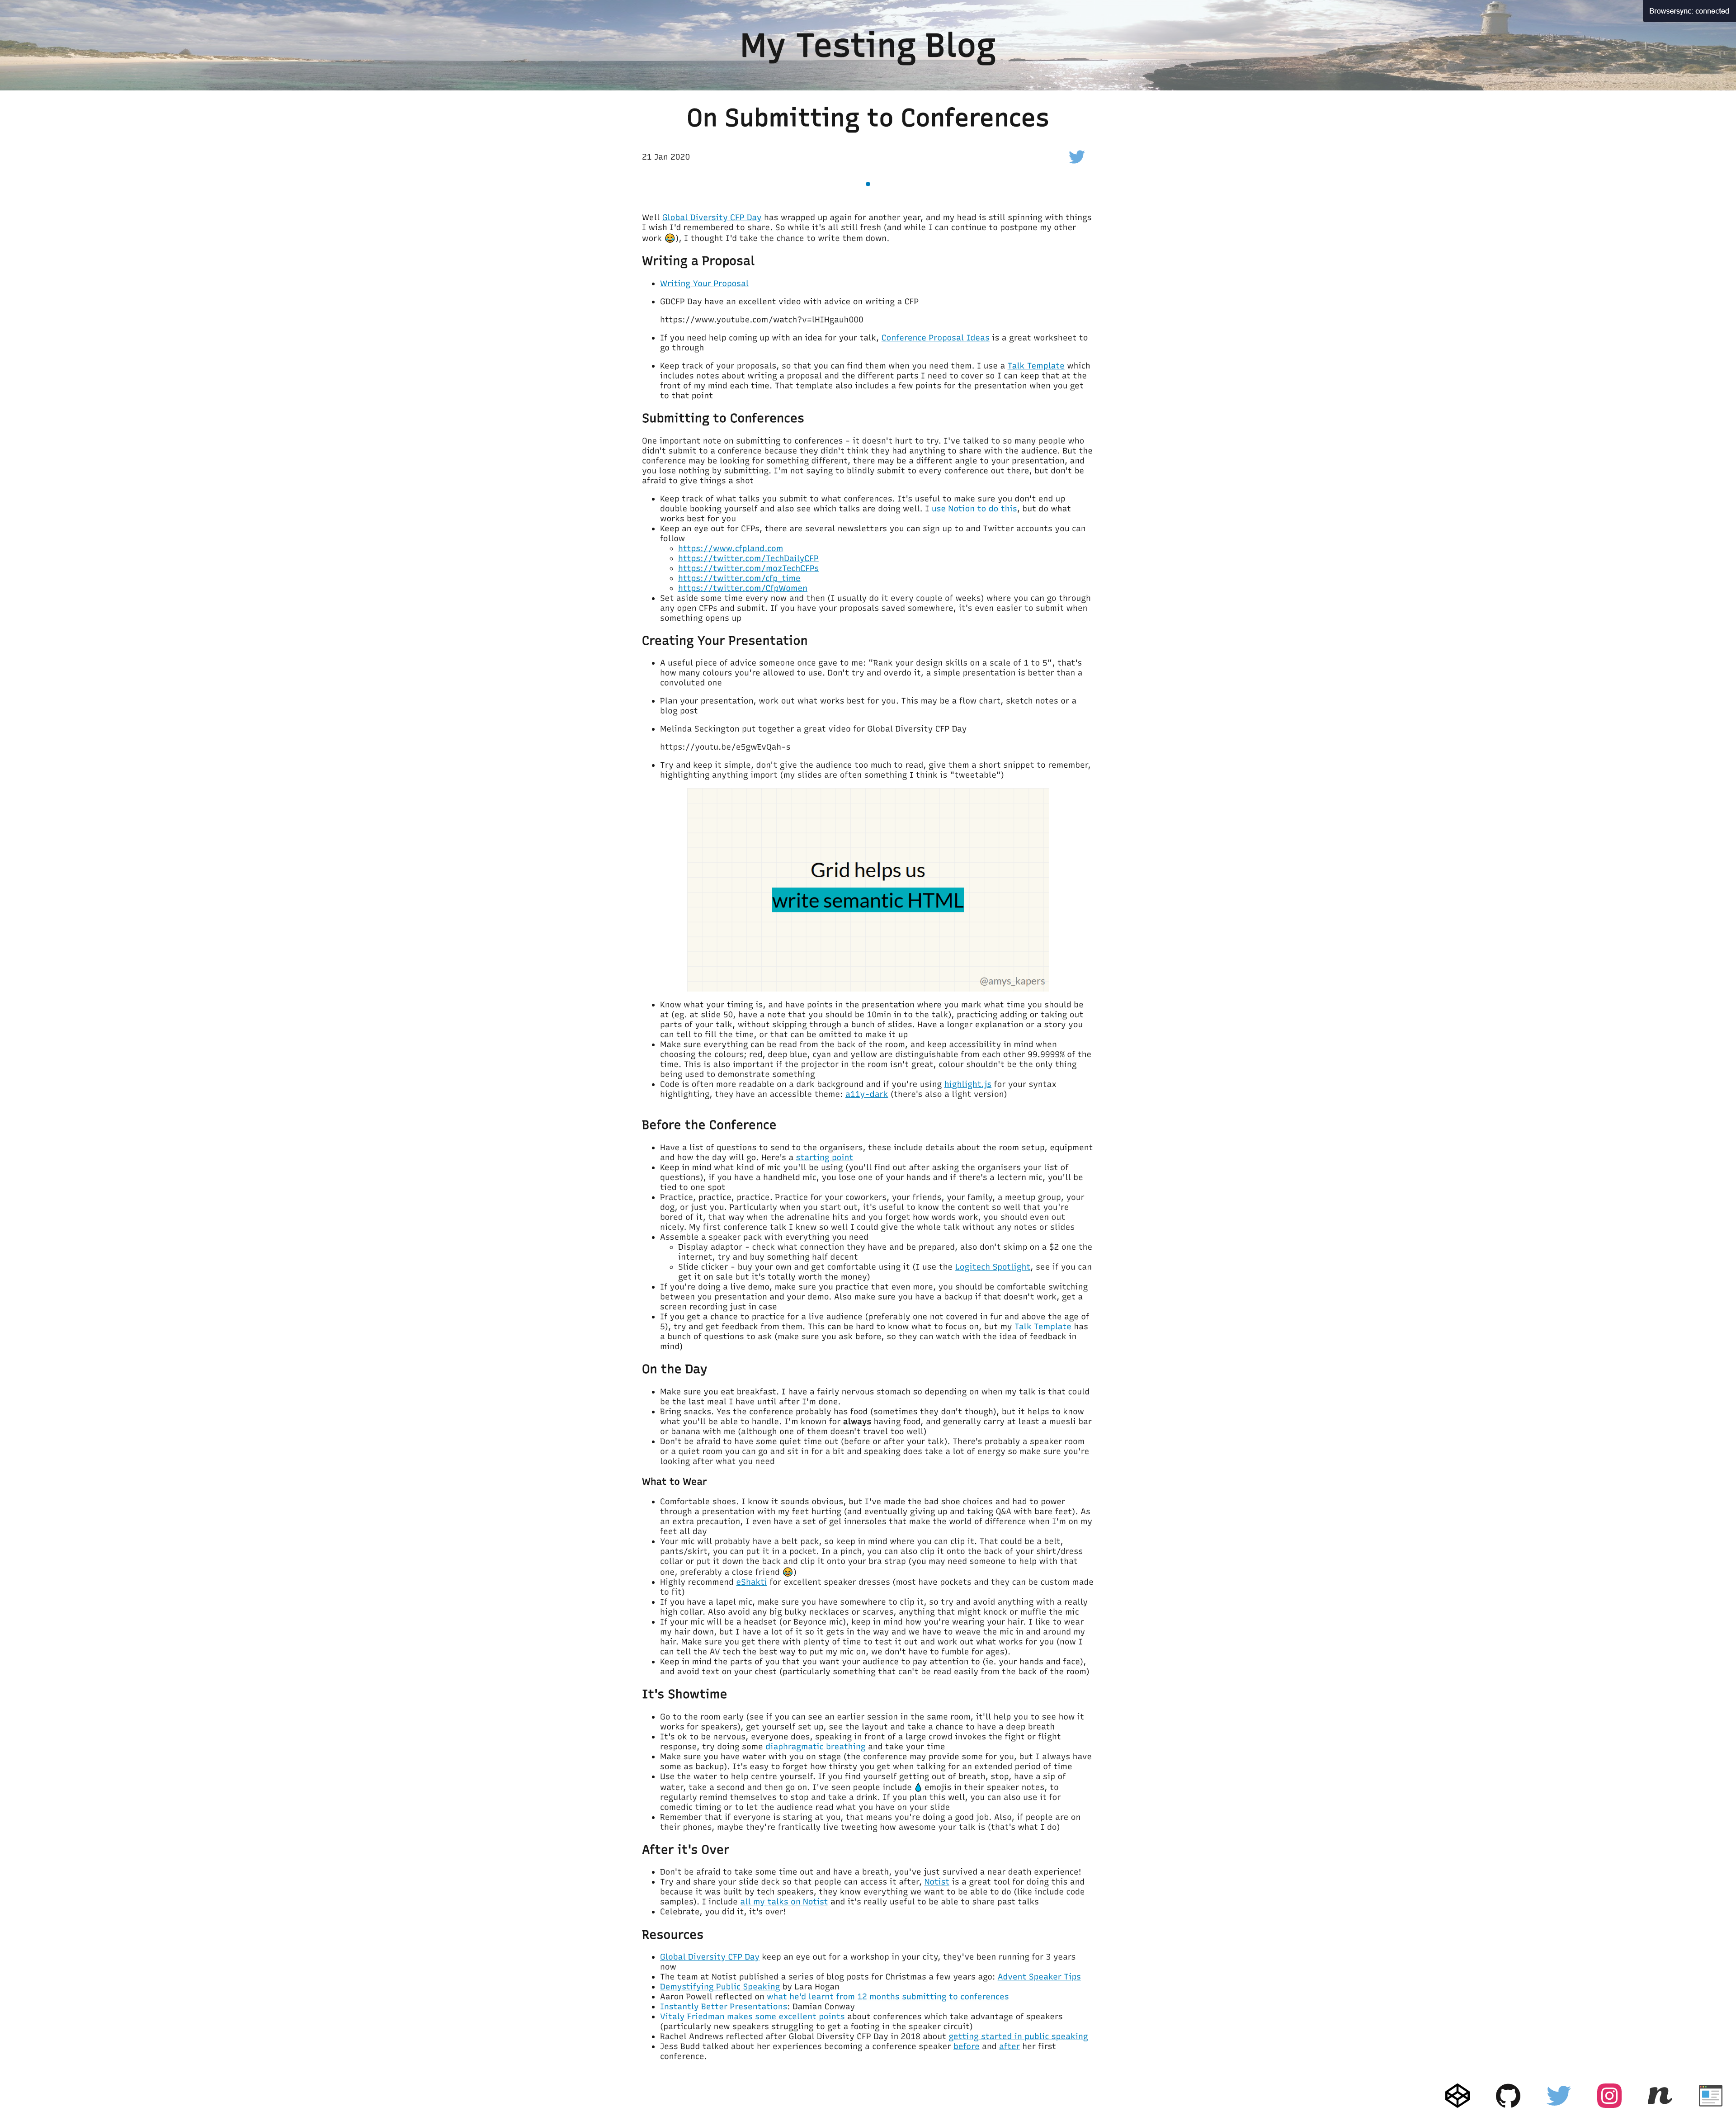 Browsersync: connected
My Testing Blog
On Submitting to Conferences
21 Jan 2020
Well Global Diversity CFP Day has wrapped up again for another year, and my head is still spinning with things
I wish I'd remembered to share. So while it's all still fresh (and while I can continue to postpone my other
work 😅), I thought I'd take the chance to write them down.
Writing a Proposal
• Writing Your Proposal
• GDCFP Day have an excellent video with advice on writing a CFP
https://www.youtube.com/watch?v=lHIHgauh000
• If you need help coming up with an idea for your talk, Conference Proposal Ideas is a great worksheet to
go through
• Keep track of your proposals, so that you can find them when you need them. I use a Talk Template which
includes notes about writing a proposal and the different parts I need to cover so I can keep that at the
front of my mind each time. That template also includes a few points for the presentation when you get
to that point
Submitting to Conferences
One important note on submitting to conferences - it doesn't hurt to try. I've talked to so many people who
didn't submit to a conference because they didn't think they had anything to share with the audience. But the
conference may be looking for something different, there may be a different angle to your presentation, and
you lose nothing by submitting. I'm not saying to blindly submit to every conference out there, but don't be
afraid to give things a shot
• Keep track of what talks you submit to what conferences. It's useful to make sure you don't end up
double booking yourself and also see which talks are doing well. I use Notion to do this, but do what
works best for you
• Keep an eye out for CFPs, there are several newsletters you can sign up to and Twitter accounts you can
follow
◦ https://www.cfpland.com
◦ https://twitter.com/TechDailyCFP
◦ https://twitter.com/mozTechCFPs
◦ https://twitter.com/cfp_time
◦ https://twitter.com/CfpWomen
• Set aside some time every now and then (I usually do it every couple of weeks) where you can go through
any open CFPs and submit. If you have your proposals saved somewhere, it's even easier to submit when
something opens up
Creating Your Presentation
• A useful piece of advice someone once gave to me: "Rank your design skills on a scale of 1 to 5", that's
how many colours you're allowed to use. Don't try and overdo it, a simple presentation is better than a
convoluted one
• Plan your presentation, work out what works best for you. This may be a flow chart, sketch notes or a
blog post
• Melinda Seckington put together a great video for Global Diversity CFP Day
https://youtu.be/e5gwEvQah-s
• Try and keep it simple, don't give the audience too much to read, give them a short snippet to remember,
highlighting anything import (my slides are often something I think is "tweetable")
Grid helps us
write semantic HTML
@amys_kapers
• Know what your timing is, and have points in the presentation where you mark what time you should be
at (eg. at slide 50, have a note that you should be 10min in to the talk), practicing adding or taking out
parts of your talk, without skipping through a bunch of slides. Have a longer explanation or a story you
can tell to fill the time, or that can be omitted to make it up
• Make sure everything can be read from the back of the room, and keep accessibility in mind when
choosing the colours; red, deep blue, cyan and yellow are distinguishable from each other 99.9999% of the
time. This is also important if the projector in the room isn't great, colour shouldn't be the only thing
being used to demonstrate something
• Code is often more readable on a dark background and if you're using highlight.js for your syntax
highlighting, they have an accessible theme: a11y-dark (there's also a light version)
Before the Conference
• Have a list of questions to send to the organisers, these include details about the room setup, equipment
and how the day will go. Here's a starting point
• Keep in mind what kind of mic you'll be using (you'll find out after asking the organisers your list of
questions), if you have a handheld mic, you lose one of your hands and if there's a lectern mic, you'll be
tied to one spot
• Practice, practice, practice. Practice for your coworkers, your friends, your family, a meetup group, your
dog, or just you. Particularly when you start out, it's useful to know the content so well that you're
bored of it, that way when the adrenaline hits and you forget how words work, you should even out
nicely. My first conference talk I knew so well I could give the whole talk without any notes or slides
• Assemble a speaker pack with everything you need
◦ Display adaptor - check what connection they have and be prepared, also don't skimp on a $2 one the
internet, try and buy something half decent
◦ Slide clicker - buy your own and get comfortable using it (I use the Logitech Spotlight, see if you can
get it on sale but it's totally worth the money)
• If you're doing a live demo, make sure you practice that even more, you should be comfortable switching
between you presentation and your demo. Also make sure you have a backup if that doesn't work, get a
screen recording just in case
• If you get a chance to practice for a live audience (preferably one not covered in fur and above the age of
5), try and get feedback from them. This can be hard to know what to focus on, but my Talk Template has
a bunch of questions to ask (make sure you ask before, so they can watch with the idea of feedback in
mind)
On the Day
• Make sure you eat breakfast. I have a fairly nervous stomach so depending on when my talk is that could
be the last meal I have until after I'm done.
• Bring snacks. Yes the conference probably has food (sometimes they don't though), but it helps to know
what you'll be able to handle. I'm known for always having food, and generally carry at least a muesli bar
or banana with me (although one of them doesn't travel too well)
• Don't be afraid to have some quiet time out (before or after your talk). There's probably a speaker room
or a quiet room you can go and sit in for a bit and speaking does take a lot of energy so make sure you're
looking after what you need
What to Wear
• Comfortable shoes. I know it sounds obvious, but I've made the bad shoe choices and had to power
through a presentation with my feet hurting (and eventually giving up and taking Q&A with bare feet). As
an extra precaution, I even have a set of gel innersoles that make the world of difference when I'm on my
feet all day
• Your mic will probably have a belt pack, so keep in mind where you can clip it. That could be a belt,
pants/skirt, you can put it in a pocket. In a pinch, you can also clip it onto the back of your shirt/dress
collar or put it down the back and clip it onto your bra strap (you may need someone to help with that
one, preferably a close friend 😅)
• Highly recommend eShakti for excellent speaker dresses (most have pockets and they can be custom made
to fit)
• If you have a lapel mic, make sure you have somewhere to clip it, so try and avoid anything with a really
high collar. Also avoid any big bulky necklaces or scarves, anything that might knock or muffle the mic
• If your mic will be a headset (or Beyonce mic), keep in mind how you're wearing your hair. I like to wear
my hair down, but I have a lot of it so it gets in the way and we have to weave the mic in and around my
hair. Make sure you get there with plenty of time to test it out and work out what works for you (now I
can tell the AV tech the best way to put my mic on, we don't have to fumble for ages).
• Keep in mind the parts of you that you want your audience to pay attention to (ie. your hands and face),
and avoid text on your chest (particularly something that can't be read easily from the back of the room)
It's Showtime
• Go to the room early (see if you can see an earlier session in the same room, it'll help you to see how it
works for speakers), get yourself set up, see the layout and take a chance to have a deep breath
• It's ok to be nervous, everyone does, speaking in front of a large crowd invokes the fight or flight
response, try doing some diaphragmatic breathing and take your time
• Make sure you have water with you on stage (the conference may provide some for you, but I always have
some as backup). It's easy to forget how thirsty you get when talking for an extended period of time
• Use the water to help centre yourself. If you find yourself getting out of breath, stop, have a sip of
water, take a second and then go on. I've seen people include 💧 emojis in their speaker notes, to
regularly remind themselves to stop and take a drink. If you plan this well, you can also use it for
comedic timing or to let the audience read what you have on your slide
• Remember that if everyone is staring at you, that means you're doing a good job. Also, if people are on
their phones, maybe they're frantically live tweeting how awesome your talk is (that's what I do)
After it's Over
• Don't be afraid to take some time out and have a breath, you've just survived a near death experience!
• Try and share your slide deck so that people can access it after, Notist is a great tool for doing this and
because it was built by tech speakers, they know everything we want to be able to do (like include code
samples). I include all my talks on Notist and it's really useful to be able to share past talks
• Celebrate, you did it, it's over!
Resources
• Global Diversity CFP Day keep an eye out for a workshop in your city, they've been running for 3 years
now
• The team at Notist published a series of blog posts for Christmas a few years ago: Advent Speaker Tips
• Demystifying Public Speaking by Lara Hogan
• Aaron Powell reflected on what he'd learnt from 12 months submitting to conferences
• Instantly Better Presentations: Damian Conway
• Vitaly Friedman makes some excellent points about conferences which take advantage of speakers
(particularly new speakers struggling to get a footing in the speaker circuit)
• Rachel Andrews reflected after Global Diversity CFP Day in 2018 about getting started in public speaking
• Jess Budd talked about her experiences becoming a conference speaker before and after her first
conference.
n